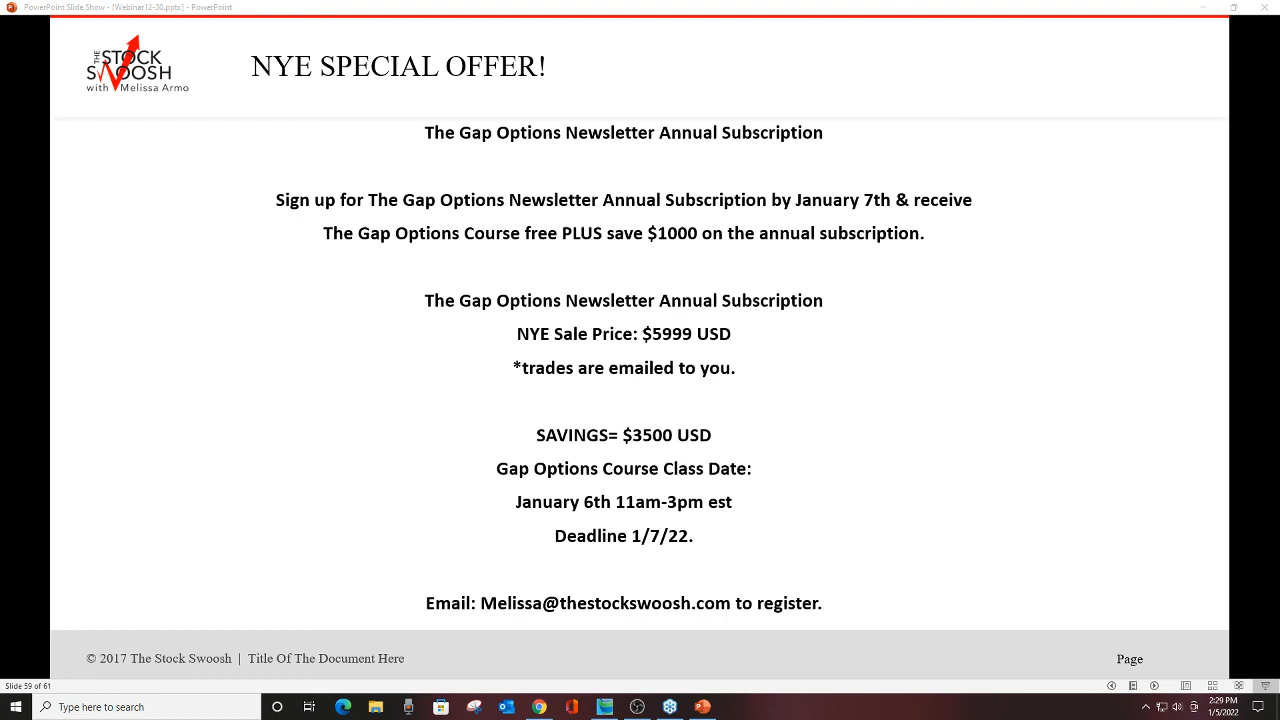 PowerPoint Slide Show - [Webinar12-30.pptx] - PowerPoint
THE
STOCK
SWOOSH
with Melissa Armo
NYE SPECIAL OFFER!
The Gap Options Newsletter Annual Subscription
Sign up for The Gap Options Newsletter Annual Subscription by January 7th & receive
The Gap Options Course free PLUS save $1000 on the annual subscription.
The Gap Options Newsletter Annual Subscription
NYE Sale Price: $5999 USD
*trades are emailed to you.
SAVINGS= $3500 USD
Gap Options Course Class Date:
January 6th 11am-3pm est
Deadline 1/7/22.
Email: Melissa@thestockswoosh.com to register.
© 2017 The Stock Swoosh | Title Of The Document Here
Page
Slide 59 of 61
Type here to search
2:29 PM
1/5/2022